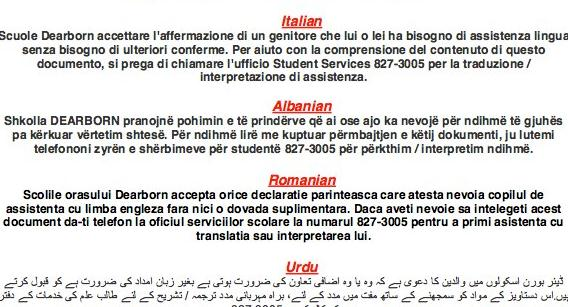 Italian
Scuole Dearborn accettare l'affermazione di un genitore che lui o lei ha bisogno di assistenza lingua
senza bisogno di ulteriori conferme. Per aiuto con la comprensione del contenuto di questo
documento, si prega di chiamare l'ufficio Student Services 827-3005 per la traduzione /
interpretazione di assistenza.
Albanian
Shkolla DEARBORN pranojnë pohimin e të prindërve që ai ose ajo ka nevojë për ndihmë të gjuhës
pa kërkuar vërtetim shtesë. Për ndihmë lirë me kuptuar përmbajtjen e këtij dokumenti, ju lutemi
telefononi zyrën e shërbimeve për studentë 827-3005 për përkthim / interpretim ndihmë.
Romanian
Scolile orasului Dearborn accepta orice declaratie parinteasca care atesta nevoia copilul de
assistenta cu limba engleza fara nici o dovada suplimentara. Daca aveti nevoie sa intelegeti acest
document da-ti telefon la oficiul serviciilor scolare la numarul 827-3005 pentru a primi asistenta cu
translatia sau interpretarea lui.
Urdu
ڈیئر بورن اسکولوں میں والدین کا دعوی ہے کہ وہ یا وہ اضافی تعاون کی ضرورت ہوتی ہے بغیر زبان امداد کی ضرورت ہے کو قبول کرتے
ہیں.اس دستاویز کے مواد کو سمجھنے کے ساتھ مفت میں مدد کے لئے، براہ مہربانی مدد ترجمہ / تشریح کے لئے طالب علم کی خدمات کے دفتر